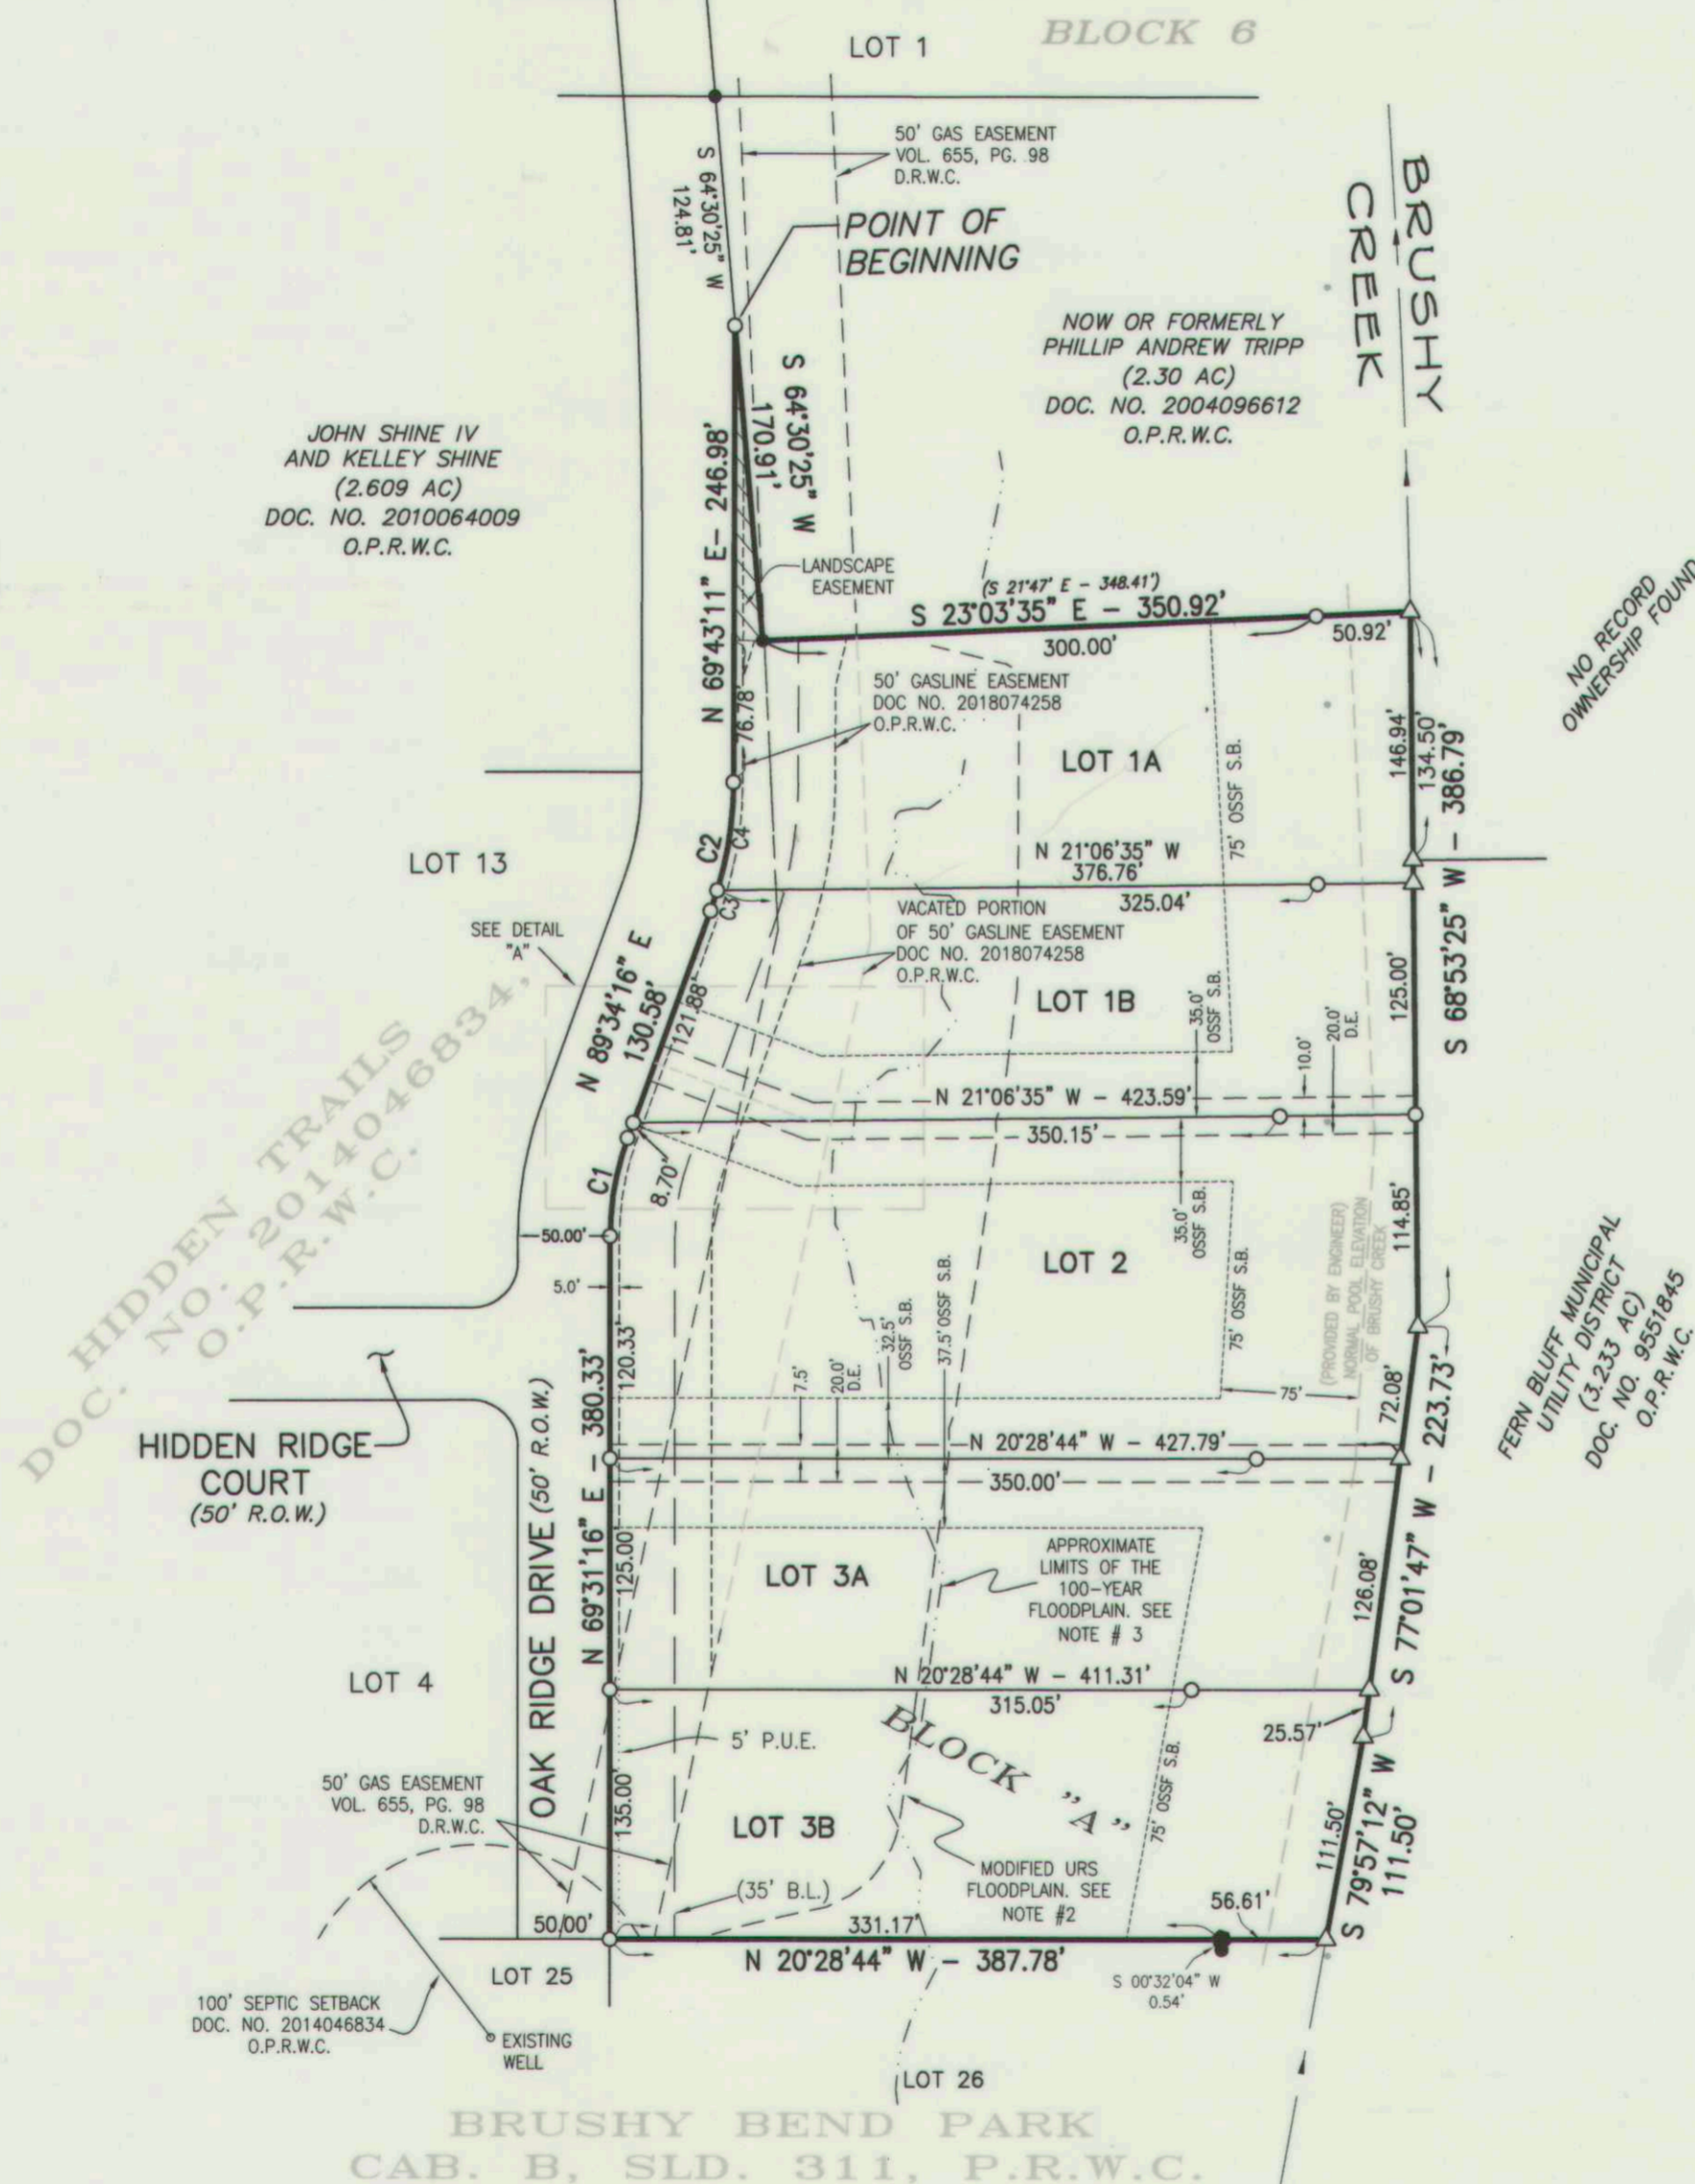 BLOCK 6
LOT 1
50' GAS EASEMENT
VOL. 655, PG. 98
D.R.W.C.
S 64°30'25" W
124.81'
POINT OF
BEGINNING
BRUSHY
CREEK
NOW OR FORMERLY
PHILLIP ANDREW TRIPP
(2.30 AC)
DOC. NO. 2004096612
O.P.R.W.C.
JOHN SHINE IV
AND KELLEY SHINE
(2.609 AC)
DOC. NO. 2010064009
O.P.R.W.C.
S 64°30'25" W
170.91'
N 69°43'11" E- 246.98'
LANDSCAPE
EASEMENT
(S 21°47' E - 348.41')
S 23°03'35" E - 350.92'
300.00'
50.92'
NO RECORD
OWNERSHIP FOUND
76.78'
50' GASLINE EASEMENT
DOC NO. 2018074258
O.P.R.W.C.
LOT 1A
75' OSSF S.B.
146.94'
134.50'
S 68°53'25" W - 386.79'
C2
C4
C3
LOT 13
N 21°06'35" W
376.76'
325.04'
SEE DETAIL
"A"
VACATED PORTION
OF 50' GASLINE EASEMENT
DOC NO. 2018074258
O.P.R.W.C.
N 89°34'16" E
130.58'
121.88'
LOT 1B
35.0'
OSSF S.B.
10.0'
20.0'
D.E.
125.00'
N 21°06'35" W - 423.59'
350.15'
HIDDEN TRAILS
DOC. NO. 2014046834,
O.P.R.W.C.
C1
8.70"
50.00'
5.0'
LOT 2
35.0'
OSSF S.B.
75' OSSF S.B.
(PROVIDED BY ENGINEER)
NORMAL POOL ELEVATION
OF BRUSHY CREEK
114.85'
FERN BLUFF MUNICIPAL
UTILITY DISTRICT
(3.233 AC)
DOC. NO. 9551845
O.P.R.W.C.
120.33'
7.5'
20.0'
D.E.
32.5'
OSSF S.B.
37.5' OSSF S.B.
75'
72.08'
S 77°01'47" W - 223.73'
HIDDEN RIDGE
COURT
(50' R.O.W.)
OAK RIDGE DRIVE (50' R.O.W.)
N 69°31'16" E - 380.33'
N 20°28'44" W - 427.79'
350.00'
125.00'
LOT 3A
APPROXIMATE
LIMITS OF THE
100-YEAR
FLOODPLAIN. SEE
NOTE # 3
126.08'
LOT 4
N 20°28'44" W - 411.31'
315.05'
25.57'
BLOCK "A"
5' P.U.E.
75' OSSF S.B.
50' GAS EASEMENT
VOL. 655, PG. 98
D.R.W.C.
135.00'
LOT 3B
111.50'
S 79°57'12" W
111.50'
MODIFIED URS
FLOODPLAIN. SEE
NOTE #2
(35' B.L.)
50.00'
331.17'
56.61'
N 20°28'44" W - 387.78'
S 00°32'04" W
0.54'
LOT 25
100' SEPTIC SETBACK
DOC. NO. 2014046834
O.P.R.W.C.
EXISTING
WELL
LOT 26
BRUSHY BEND PARK
CAB. B, SLD. 311, P.R.W.C.